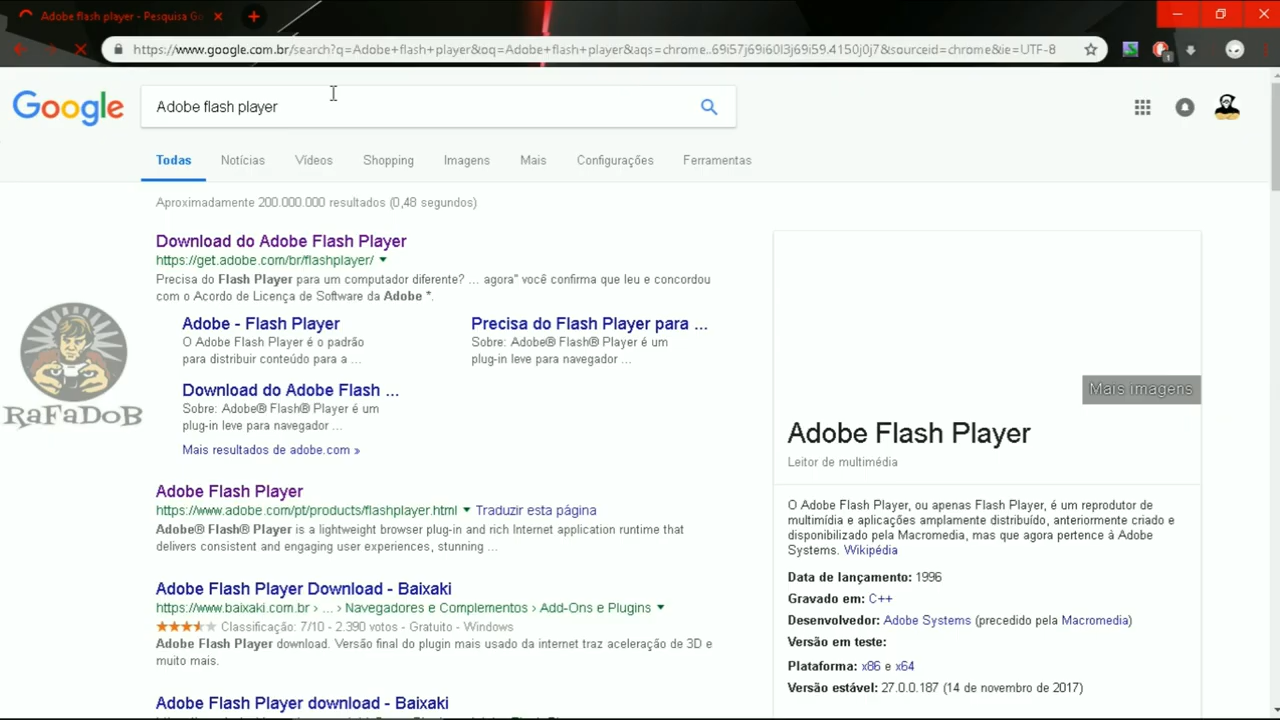 Adobe flash player - Pesquisa Go
https://www.google.com.br/search?q=Adobe+flash+player&oq=Adobe+flash+player&aqs=chrome..69i57j69i60l3j69i59.4150j0j7&sourceid=chrome&ie=UTF-8
1
Google
Adobe flash player
Todas Notícias Vídeos Shopping Imagens Mais Configurações Ferramentas
Aproximadamente 200.000.000 resultados (0,48 segundos)
Download do Adobe Flash Player
https://get.adobe.com/br/flashplayer/
Precisa do Flash Player para um computador diferente? ... agora" você confirma que leu e concordou
com o Acordo de Licença de Software da Adobe *.
Adobe - Flash Player
O Adobe Flash Player é o padrão
para distribuir conteúdo para a ...
Precisa do Flash Player para ...
Sobre: Adobe® Flash® Player é um
plug-in leve para navegador ...
Download do Adobe Flash ...
Sobre: Adobe® Flash® Player é um
plug-in leve para navegador ...
Mais resultados de adobe.com »
RaFaDoB
Adobe Flash Player
https://www.adobe.com/pt/products/flashplayer.html Traduzir esta página
Adobe® Flash® Player is a lightweight browser plug-in and rich Internet application runtime that
delivers consistent and engaging user experiences, stunning ...
Adobe Flash Player Download - Baixaki
https://www.baixaki.com.br › ... › Navegadores e Complementos › Add-Ons e Plugins
Classificação: 7/10 - 2.390 votos - Gratuito - Windows
Adobe Flash Player download. Versão final do plugin mais usado da internet traz aceleração de 3D e
muito mais.
Adobe Flash Player download - Baixaki
Mais imagens
Adobe Flash Player
Leitor de multimédia
O Adobe Flash Player, ou apenas Flash Player, é um reprodutor de
multimídia e aplicações amplamente distribuído, anteriormente criado e
disponibilizado pela Macromedia, mas que agora pertence à Adobe
Systems. Wikipédia
Data de lançamento: 1996
Gravado em: C++
Desenvolvedor: Adobe Systems (precedido pela Macromedia)
Versão em teste:
Plataforma: x86 e x64
Versão estável: 27.0.0.187 (14 de novembro de 2017)